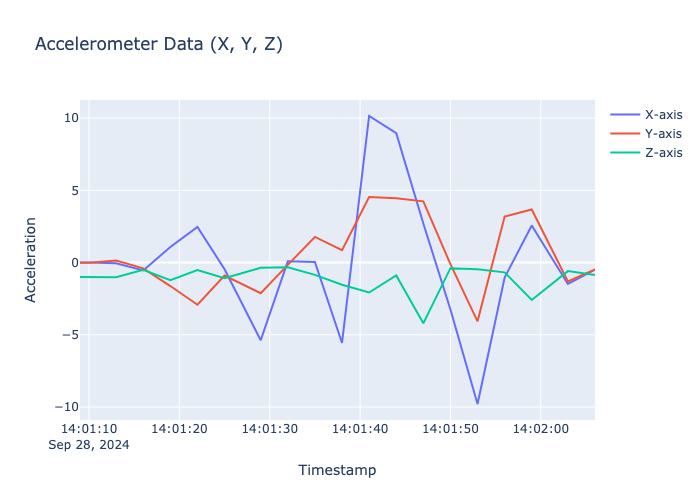 Accelerometer Data (X, Y, Z)
X-axis
Y-axis
Z-axis
10
5
0
−5
−10
Acceleration
14:01:10 14:01:20 14:01:30 14:01:40 14:01:50 14:02:00
Sep 28, 2024
Timestamp